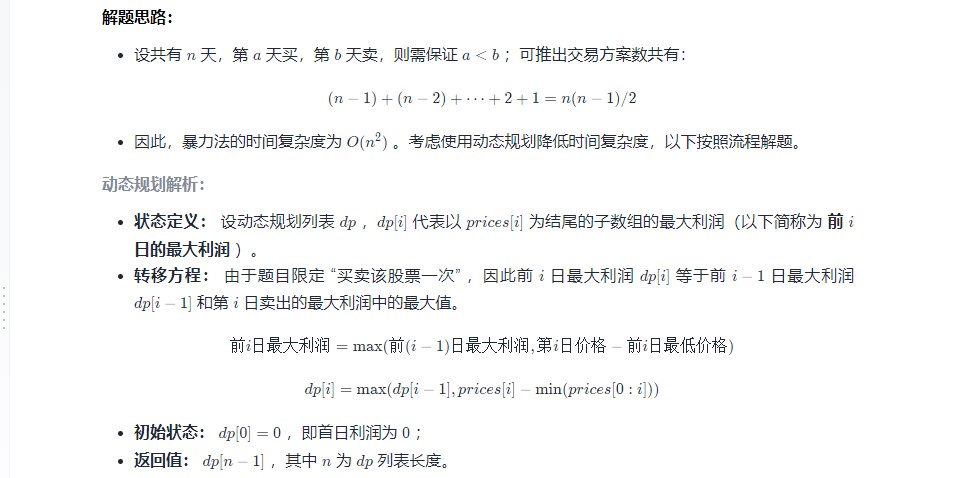 解题思路：
• 设共有 n 天，第 a 天买，第 b 天卖，则需保证 a < b ；可推出交易方案数共有：
(n − 1) + (n − 2) + ⋯ + 2 + 1 = n(n − 1)/2
• 因此，暴力法的时间复杂度为 O(n²) 。考虑使用动态规划降低时间复杂度，以下按照流程解题。
动态规划解析：
• 状态定义： 设动态规划列表 dp ，dp[i] 代表以 prices[i] 为结尾的子数组的最大利润（以下简称为 前 i
日的最大利润 ）。
• 转移方程： 由于题目限定 “买卖该股票一次” ，因此前 i 日最大利润 dp[i] 等于前 i − 1 日最大利润
dp[i − 1] 和第 i 日卖出的最大利润中的最大值。
前i日最大利润 = max(前(i − 1)日最大利润, 第i日价格 − 前i日最低价格)
dp[i] = max(dp[i − 1], prices[i] − min(prices[0 : i]))
• 初始状态： dp[0] = 0 ，即首日利润为 0 ；
• 返回值： dp[n − 1] ，其中 n 为 dp 列表长度。